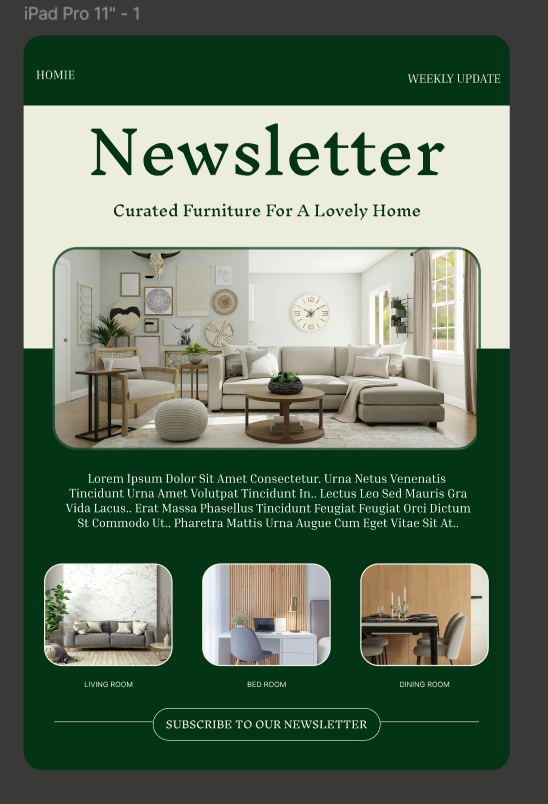 iPad Pro 11" - 1
HOMIE
WEEKLY UPDATE
Newsletter
Curated Furniture For A Lovely Home
Lorem Ipsum Dolor Sit Amet Consectetur. Urna Netus Venenatis
Tincidunt Urna Amet Volutpat Tincidunt In.. Lectus Leo Sed Mauris Gra
Vida Lacus.. Erat Massa Phasellus Tincidunt Feugiat Feugiat Orci Dictum
St Commodo Ut.. Pharetra Mattis Urna Augue Cum Eget Vitae Sit At..
LIVING ROOM
BED ROOM
DINING ROOM
SUBSCRIBE TO OUR NEWSLETTER